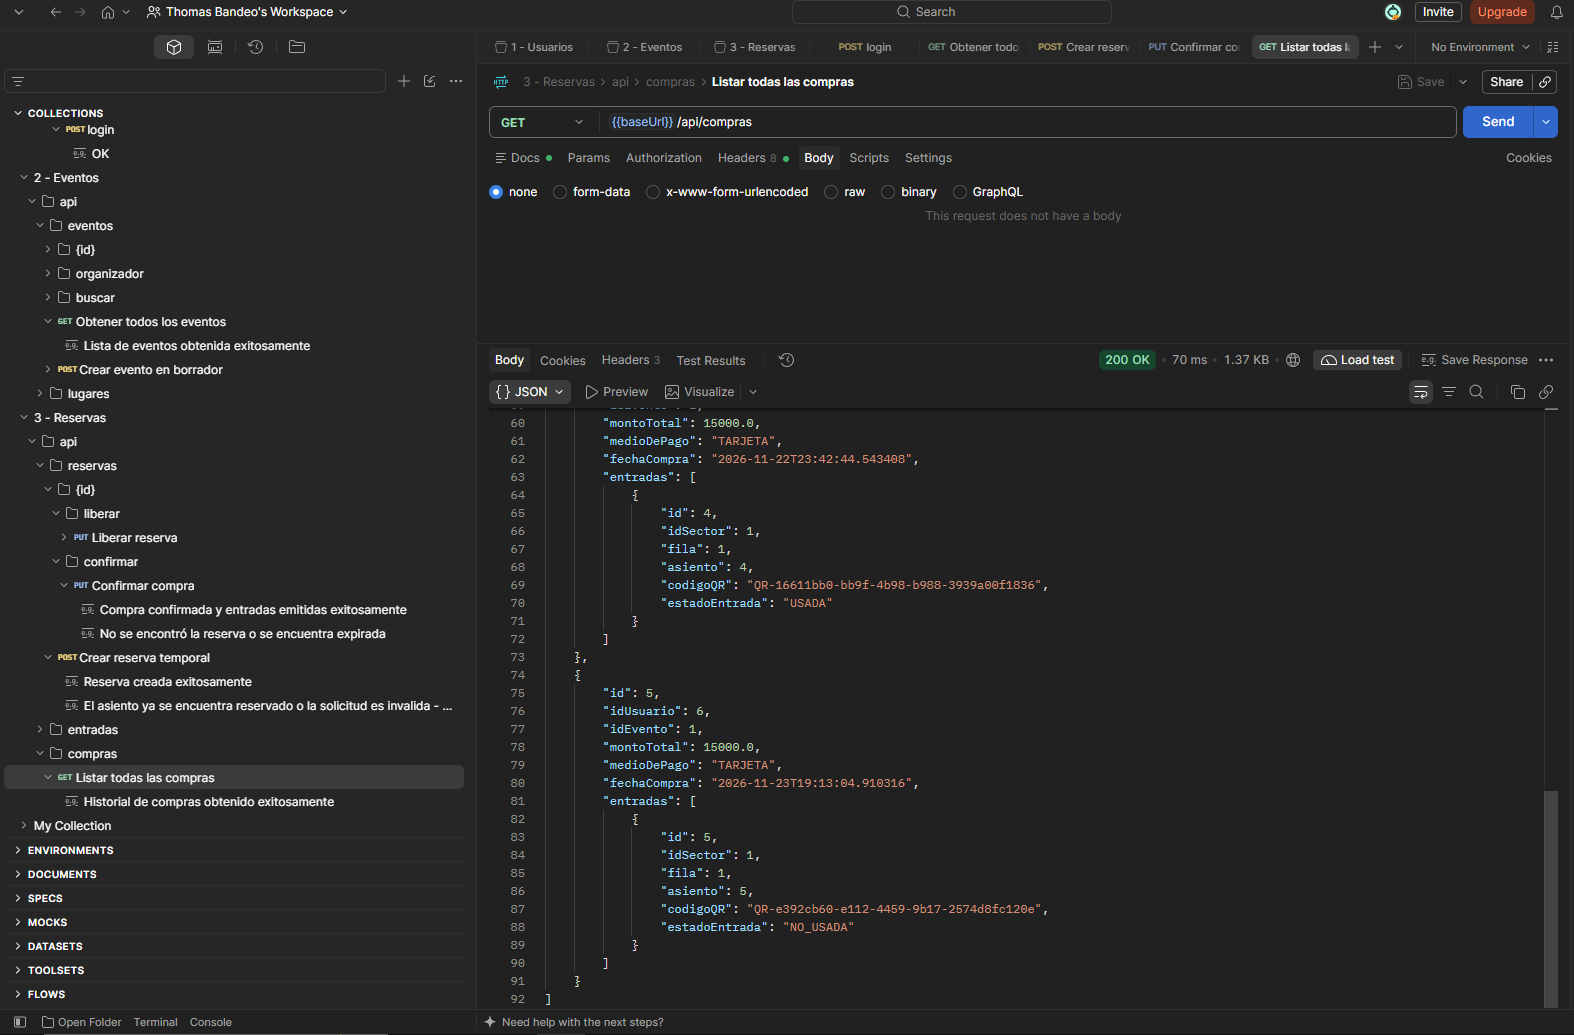 Thomas Bandeo's Workspace
Search
Invite
Upgrade
1 - Usuarios
2 - Eventos
3 - Reservas
POST login
GET Obtener todo
POST Crear reserv
PUT Confirmar co
GET Listar todas l
No Environment
3 - Reservas > api > compras > Listar todas las compras
Save
Share
GET
{{baseUrl}} /api/compras
Send
Docs
Params
Authorization
Headers 8
Body
Scripts
Settings
Cookies
none
form-data
x-www-form-urlencoded
raw
binary
GraphQL
This request does not have a body
COLLECTIONS
POST login
e.g. OK
2 - Eventos
api
eventos
{id}
organizador
buscar
GET Obtener todos los eventos
e.g. Lista de eventos obtenida exitosamente
POST Crear evento en borrador
lugares
3 - Reservas
api
reservas
{id}
liberar
PUT Liberar reserva
confirmar
PUT Confirmar compra
e.g. Compra confirmada y entradas emitidas exitosamente
e.g. No se encontró la reserva o se encuentra expirada
POST Crear reserva temporal
e.g. Reserva creada exitosamente
e.g. El asiento ya se encuentra reservado o la solicitud es invalida - ...
entradas
compras
GET Listar todas las compras
e.g. Historial de compras obtenido exitosamente
My Collection
ENVIRONMENTS
DOCUMENTS
SPECS
MOCKS
DATASETS
TOOLSETS
FLOWS
Body
Cookies
Headers 3
Test Results
200 OK
70 ms
1.37 KB
Load test
e.g. Save Response
{} JSON
Preview
Visualize
60 "montoTotal": 15000.0,
61 "medioDePago": "TARJETA",
62 "fechaCompra": "2026-11-22T23:42:44.543408",
63 "entradas": [
64 {
65 "id": 4,
66 "idSector": 1,
67 "fila": 1,
68 "asiento": 4,
69 "codigoQR": "QR-16611bb0-bb9f-4b98-b988-3939a00f1836",
70 "estadoEntrada": "USADA"
71 }
72 ]
73 },
74 {
75 "id": 5,
76 "idUsuario": 6,
77 "idEvento": 1,
78 "montoTotal": 15000.0,
79 "medioDePago": "TARJETA",
80 "fechaCompra": "2026-11-23T19:13:04.910316",
81 "entradas": [
82 {
83 "id": 5,
84 "idSector": 1,
85 "fila": 1,
86 "asiento": 5,
87 "codigoQR": "QR-e392cb60-e112-4459-9b17-2574d8fc120e",
88 "estadoEntrada": "NO_USADA"
89 }
90 ]
91 }
92 ]
Open Folder
Terminal
Console
Need help with the next steps?